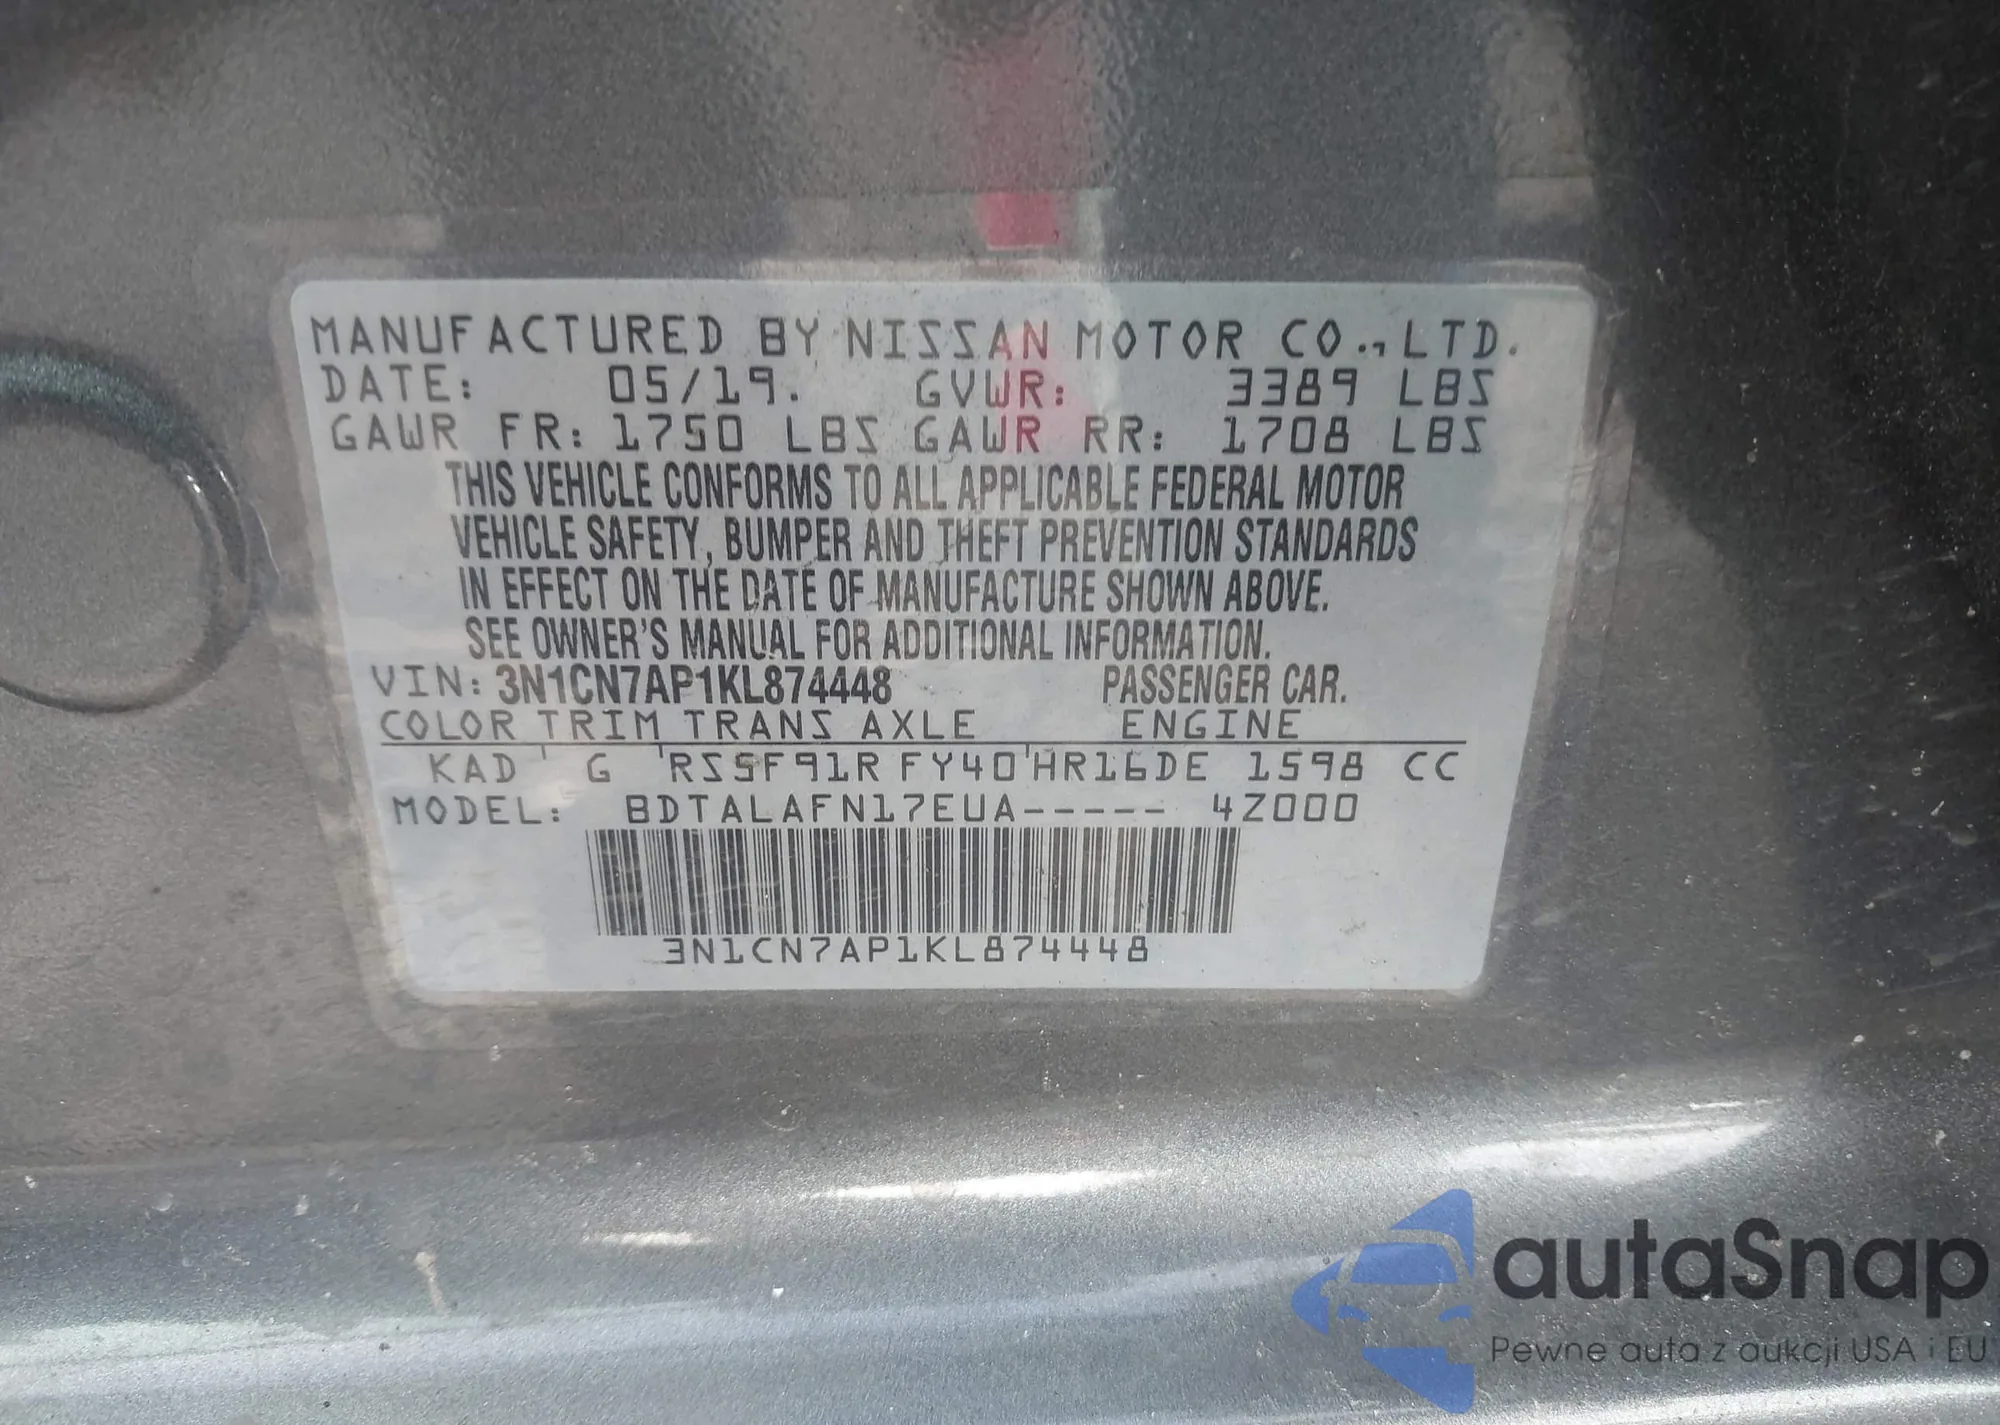 MANUFACTURED BY NISSAN MOTOR CO., LTD.
DATE: 05/19. GVWR: 3389 LBS
GAWR FR: 1750 LBS GAWR RR: 1708 LBS
THIS VEHICLE CONFORMS TO ALL APPLICABLE FEDERAL MOTOR
VEHICLE SAFETY, BUMPER AND THEFT PREVENTION STANDARDS
IN EFFECT ON THE DATE OF MANUFACTURE SHOWN ABOVE.
SEE OWNER'S MANUAL FOR ADDITIONAL INFORMATION.
VIN: 3N1CN7AP1KL874448 PASSENGER CAR.
COLOR TRIM TRANS AXLE ENGINE
KAD G RS5F91R FY40 HR16DE 1598 CC
MODEL: BDTALAFN17EUA----- 4Z000
3N1CN7AP1KL874448
autaSnap
Pewne auta z aukcji USA i EU